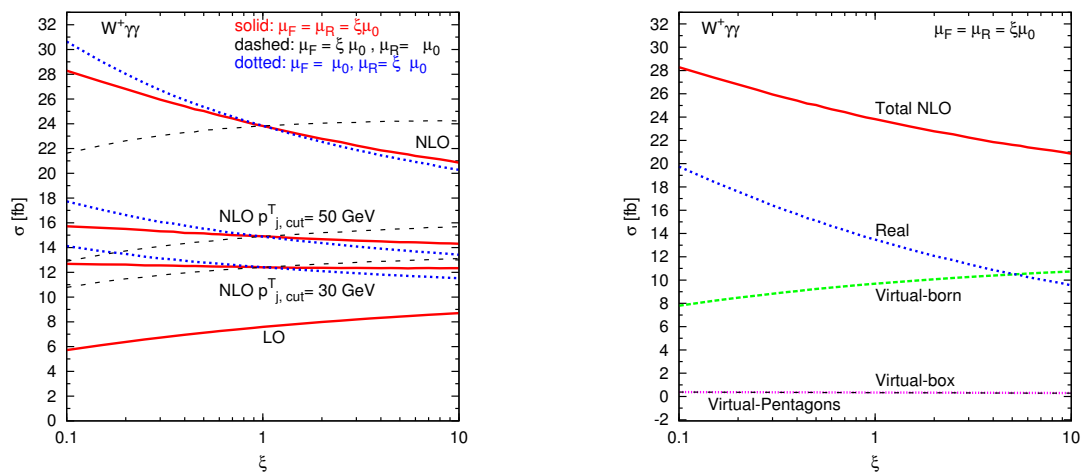 W⁺γγ
solid: μF = μR = ξμ0
dashed: μF = ξ μ0 , μR= μ0
dotted: μF = μ0, μR= ξ μ0
NLO
NLO pᵀj, cut= 50 GeV
NLO pᵀj, cut= 30 GeV
LO
σ [fb]
32
30
28
26
24
22
20
18
16
14
12
10
8
6
4
2
0
0.1
1
10
ξ
W⁺γγ
μF = μR = ξμ0
Total NLO
Real
Virtual-born
Virtual-box
Virtual-Pentagons
σ [fb]
32
30
28
26
24
22
20
18
16
14
12
10
8
6
4
2
0
-2
0.1
1
10
ξ